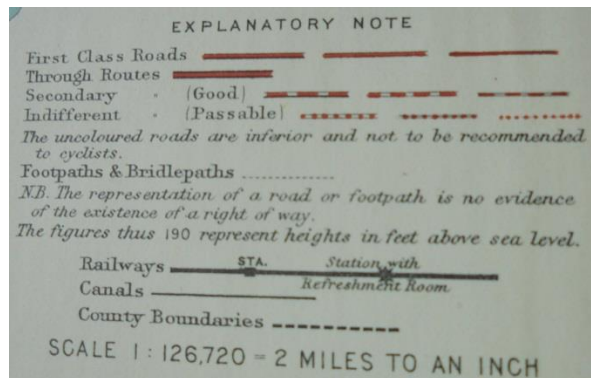 EXPLANATORY NOTE
First Class Roads
Through Routes
Secondary " (Good)
Indifferent " (Passable)
The uncoloured roads are inferior and not to be recommended
to cyclists.
Footpaths & Bridlepaths
N.B. The representation of a road or footpath is no evidence
of the existence of a right of way.
The figures thus 190 represent heights in feet above sea level.
Railways STA. Station with
Refreshment Room
Canals
County Boundaries
SCALE 1 : 126,720 = 2 MILES TO AN INCH